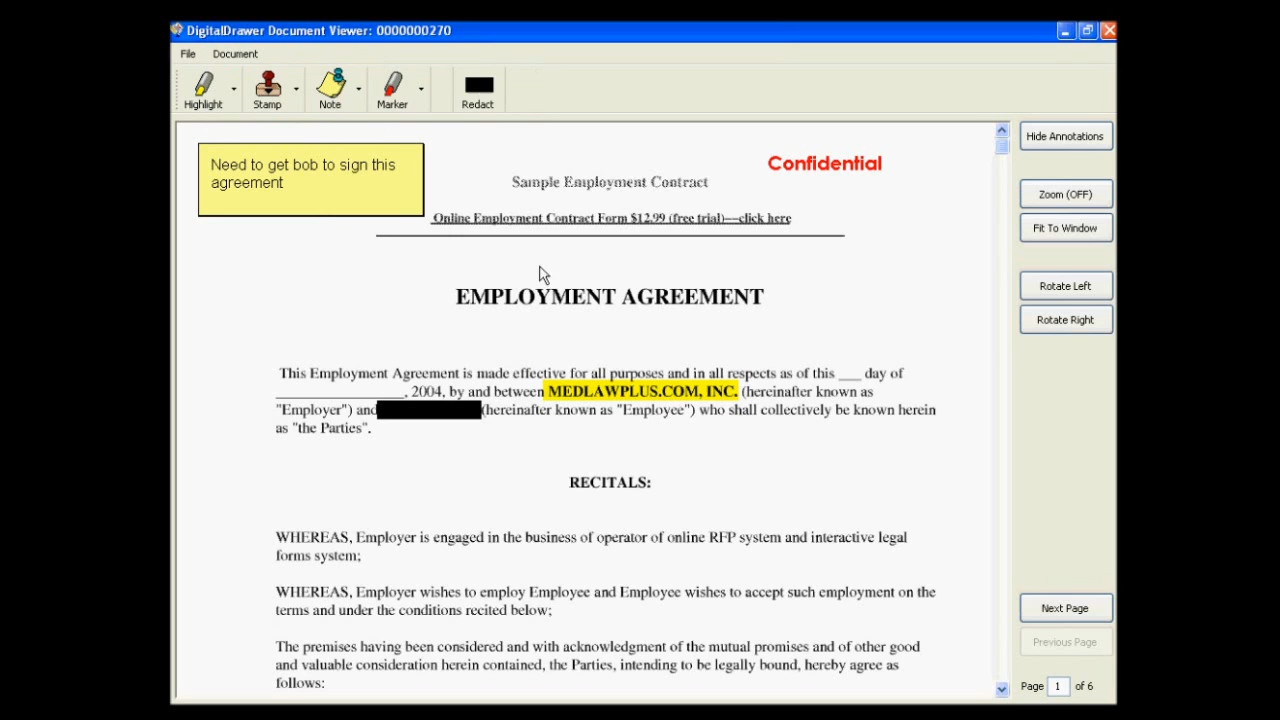 DigitalDrawer Document Viewer: 0000000270
File Document
Highlight Stamp Note Marker Redact
Hide Annotations
Need to get bob to sign this
agreement
Confidential
Sample Employment Contract
Zoom (OFF)
Online Employment Contract Form $12.99 (free trial)---click here
Fit To Window
Rotate Left
EMPLOYMENT AGREEMENT
Rotate Right
This Employment Agreement is made effective for all purposes and in all respects as of this ___ day of
_________________, 2004, by and between MEDLAWPLUS.COM, INC. (hereinafter known as
"Employer") and (hereinafter known as "Employee") who shall collectively be known herein
as "the Parties".
RECITALS:
WHEREAS, Employer is engaged in the business of operator of online RFP system and interactive legal
forms system;
WHEREAS, Employer wishes to employ Employee and Employee wishes to accept such employment on the
terms and under the conditions recited below;
Next Page
The premises having been considered and with acknowledgment of the mutual promises and of other good
and valuable consideration herein contained, the Parties, intending to be legally bound, hereby agree as
follows:
Previous Page
Page 1 of 6